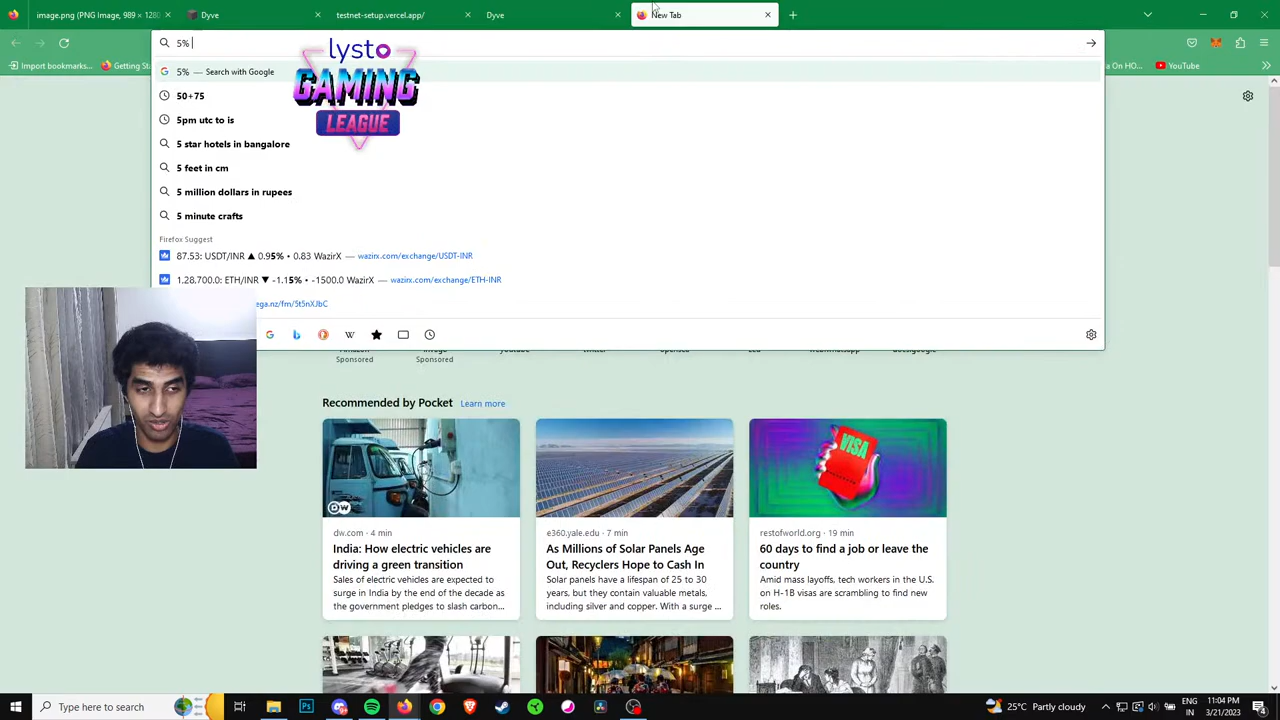 image.png (PNG Image, 989 × 1280
Dyve
testnet-setup.vercel.app/
Dyve
New Tab
5%
Import bookmarks...
Getting Sta
a On HO...
YouTube
5% — Search with Google
50+75
5pm utc to is
5 star hotels in bangalore
5 feet in cm
5 million dollars in rupees
5 minute crafts
Firefox Suggest
87.53: USDT/INR ▲ 0.95% • 0.83 WazirX — wazirx.com/exchange/USDT-INR
1.28,700.0: ETH/INR ▼ -1.15% • -1500.0 WazirX — wazirx.com/exchange/ETH-INR
ega.nz/fm/5t5nXJbC
lysto
GAMING
LEAGUE
Sponsored
Sponsored
Recommended by Pocket Learn more
DW
dw.com · 4 min
India: How electric vehicles are
driving a green transition
Sales of electric vehicles are expected to
surge in India by the end of the decade as
the government pledges to slash carbon...
e360.yale.edu · 7 min
As Millions of Solar Panels Age
Out, Recyclers Hope to Cash In
Solar panels have a lifespan of 25 to 30
years, but they contain valuable metals,
including silver and copper. With a surge ...
VISA
restofworld.org · 19 min
60 days to find a job or leave the
country
Amid mass layoffs, tech workers in the U.S.
on H-1B visas are scrambling to find new
roles.
Type here to search
25°C Partly cloudy
ENG
IN
11:04 PM
3/21/2023